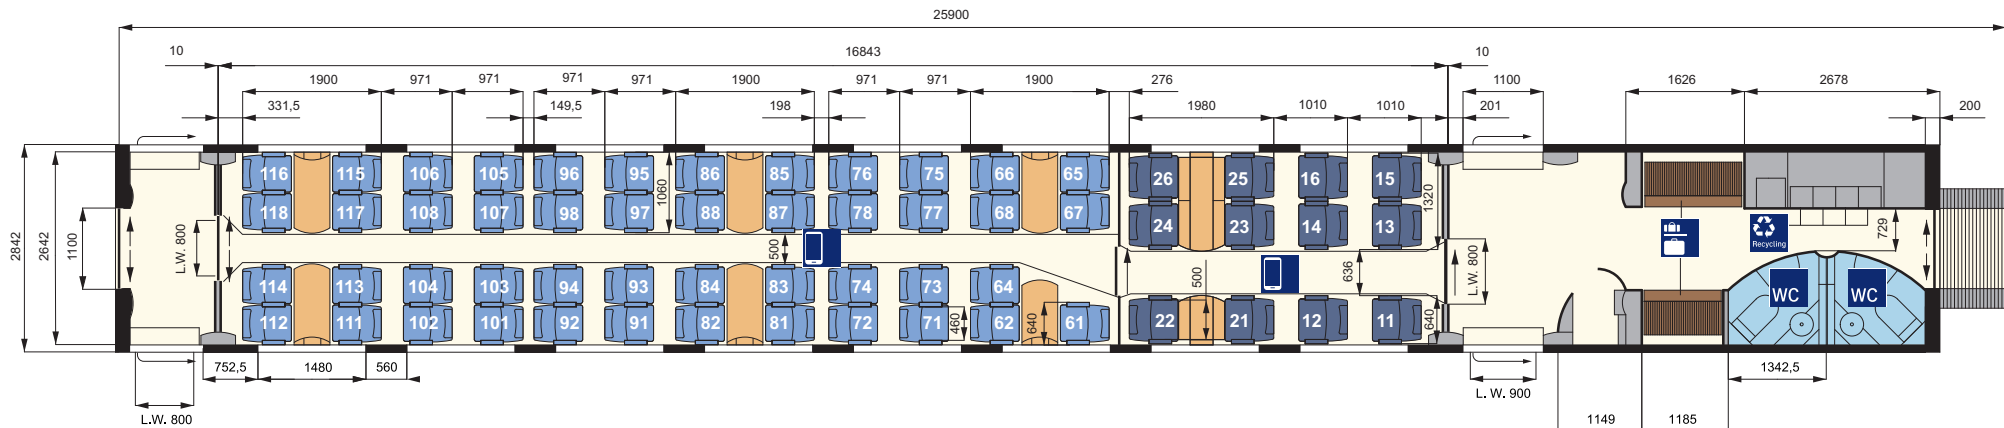 25900
10 16843 10
1900 971 971 971 971 1900 971 971 1900 276 1100 1626 2678
331,5 149,5 198 1980 1010 1010 201 200
116 115 106 105 96 95 86 85 76 75 66 65 26 25 16 15
118 117 108 107 98 97 88 87 78 77 68 67 24 23 14 13
1060 1320
2842 2642 1100 L.W. 800 500 500 636 L.W. 800 Recycling 729
114 113 104 103 94 93 84 83 74 73 64 WC WC
112 111 102 101 92 91 82 81 72 71 62 61 22 21 12 11
460 640 640
752,5 1480 560 1342,5
L.W. 800 L. W. 900
1149 1185